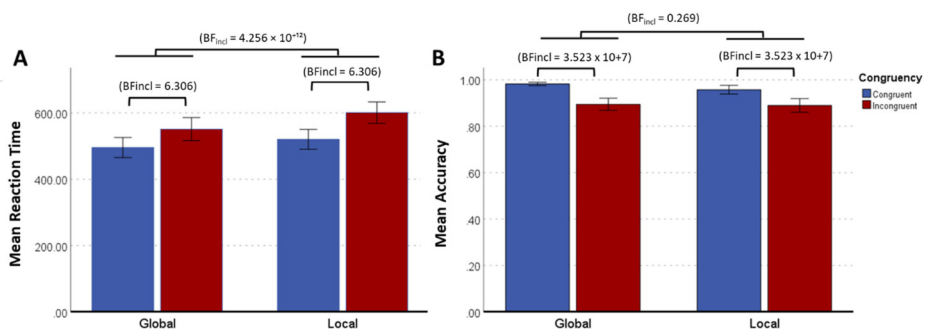 A
(BFincl = 4.256 × 10⁺¹²)
(BFincl = 6.306)
(BFincl = 6.306)
Mean Reaction Time
600.00
400.00
200.00
.00
Global
Local
B
(BFincl = 0.269)
(BFincl = 3.523 x 10+7)
(BFincl = 3.523 x 10+7)
Mean Accuracy
1.00
.80
.60
.40
.20
.00
Global
Local
Congruency
Congruent
Incongruent